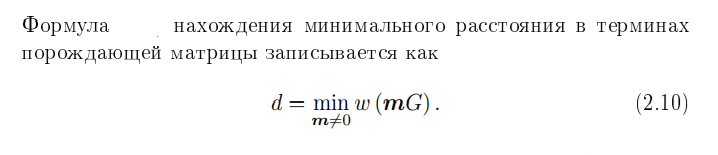 Формула нахождения минимального расстояния в терминах
порождающей матрицы записывается как
d = min w (mG) . (2.10)
m≠0